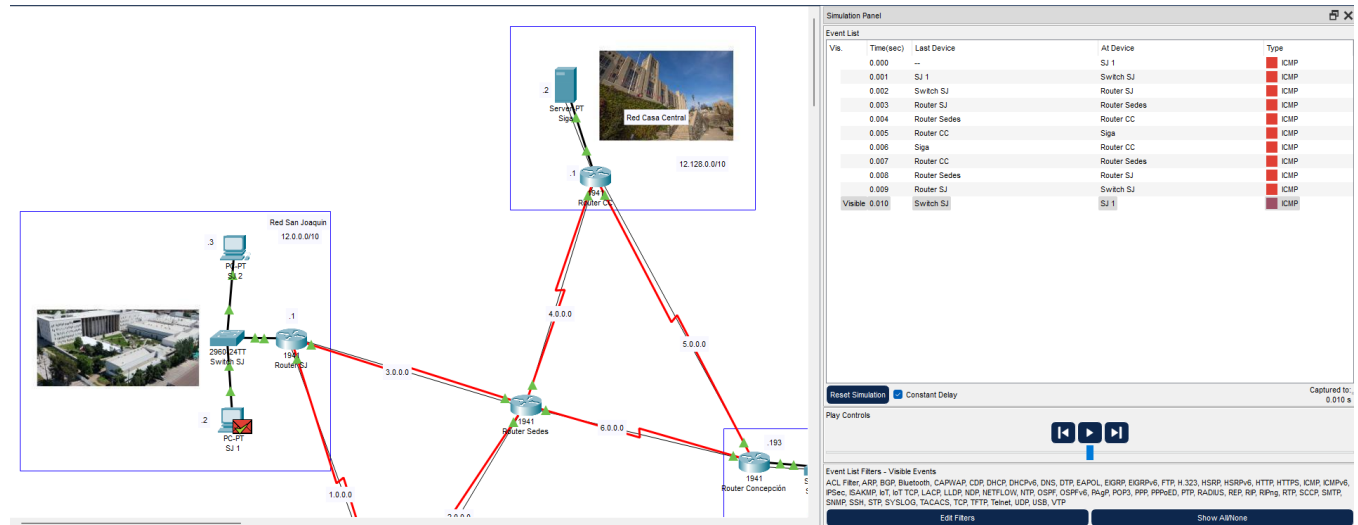 Simulation Panel
Event List
Vis. Time(sec) Last Device At Device Type
0.000 -- SJ 1 ICMP
0.001 SJ 1 Switch SJ ICMP
0.002 Switch SJ Router SJ ICMP
0.003 Router SJ Router Sedes ICMP
0.004 Router Sedes Router CC ICMP
0.005 Router CC Siga ICMP
0.006 Siga Router CC ICMP
0.007 Router CC Router Sedes ICMP
0.008 Router Sedes Router SJ ICMP
0.009 Router SJ Switch SJ ICMP
Visible 0.010 Switch SJ SJ 1 ICMP
Reset Simulation Constant Delay
Captured to:
0.010 s
Play Controls
Event List Filters - Visible Events
ACL Filter, ARP, BGP, Bluetooth, CAPWAP, CDP, DHCP, DHCPv6, DNS, DTP, EAPOL, EIGRP, EIGRPv6, FTP, H.323, HSRP, HSRPv6, HTTP, HTTPS, ICMP, ICMPv6,
IPSec, ISAKMP, IoT, IoT TCP, LACP, LLDP, NDP, NETFLOW, NTP, OSPF, OSPFv6, PAgP, POP3, PPP, PPPoED, PTP, RADIUS, REP, RIP, RIPng, RTP, SCCP, SMTP,
SNMP, SSH, STP, SYSLOG, TACACS, TCP, TFTP, Telnet, UDP, USB, VTP
Edit Filters Show All/None
.2
Server-PT
Siga
Red Casa Central
12.128.0.0/10
.1
1941
Router CC
Red San Joaquin
12.0.0.0/10
.3
PC-PT
SJ 2
.1
2960-24TT
Switch SJ
1941
Router SJ
.2
PC-PT
SJ 1
4.0.0.0
5.0.0.0
3.0.0.0
1941
Router Sedes
6.0.0.0
.193
1941
Router Concepción
1.0.0.0